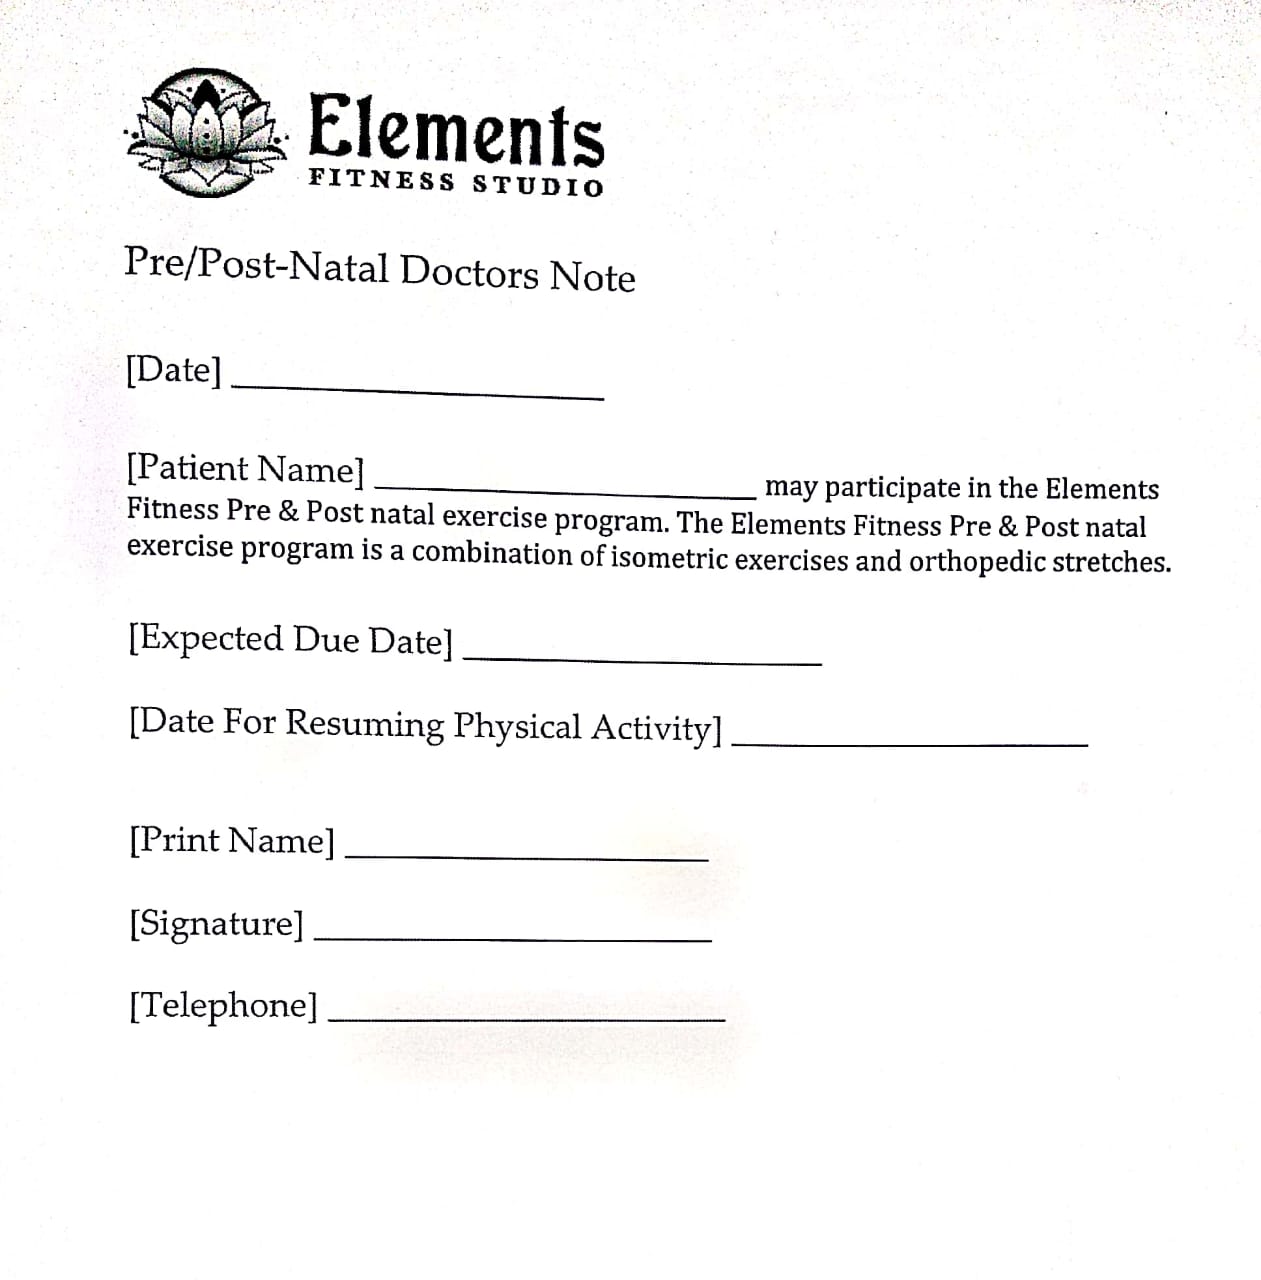 Elements
FITNESS STUDIO
Pre/Post-Natal Doctors Note
[Date] ____________________
[Patient Name] ____________________ may participate in the Elements
Fitness Pre & Post natal exercise program. The Elements Fitness Pre & Post natal
exercise program is a combination of isometric exercises and orthopedic stretches.
[Expected Due Date] ____________________
[Date For Resuming Physical Activity] ____________________
[Print Name] ____________________
[Signature] ____________________
[Telephone] ____________________